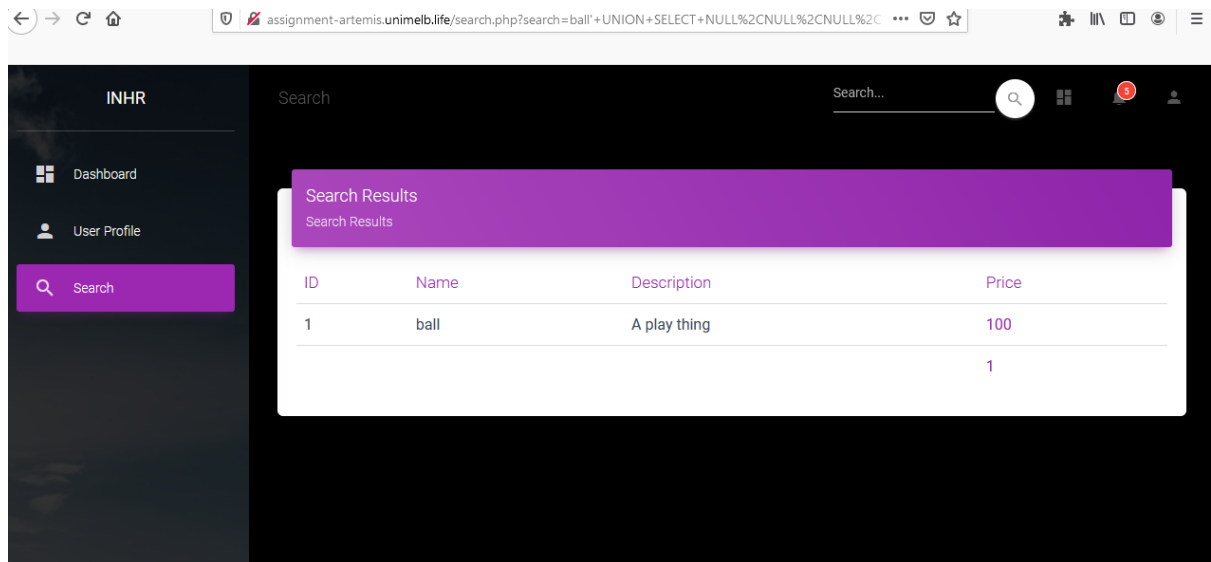 assignment-artemis.unimelb.life/search.php?search=ball'+UNION+SELECT+NULL%2CNULL%2CNULL%2C
INHR
Search
Search...
5
Dashboard
User Profile
Search
Search Results
Search Results
ID Name Description Price
1 ball A play thing 100
1